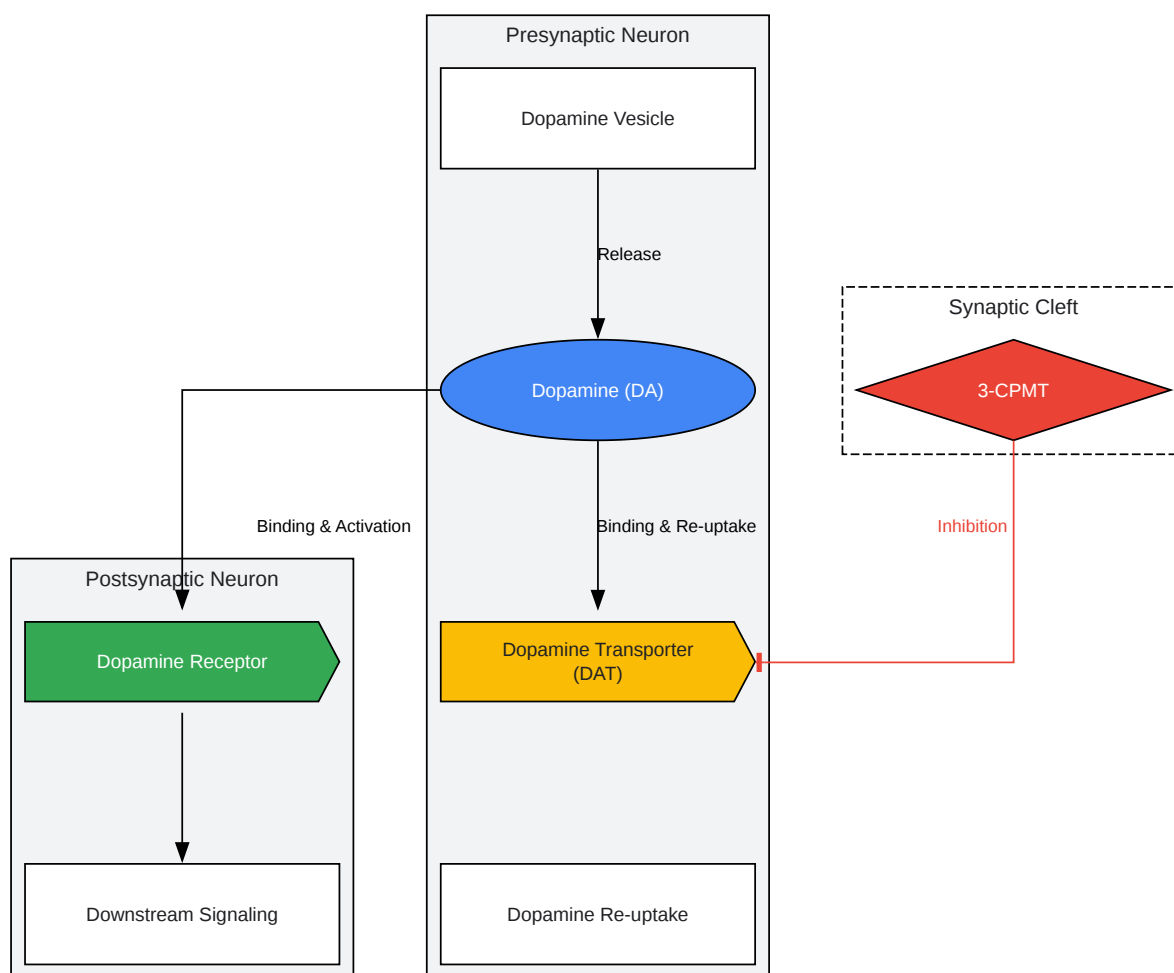 Presynaptic Neuron
Dopamine Vesicle
Release
Synaptic Cleft
Dopamine (DA)
3-CPMT
Binding & Activation
Binding & Re-uptake
Inhibition
Postsynaptic Neuron
Dopamine Receptor
Dopamine Transporter
(DAT)
Downstream Signaling
Dopamine Re-uptake